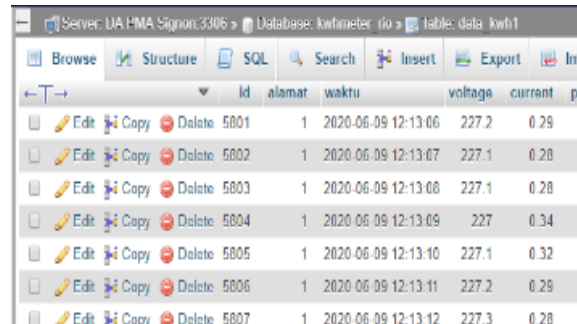 Server: DA PMA Signon:3306 » Database: kwhmeter_rio » Table: data_kwh1
Browse Structure SQL Search Insert Export
Id alamat waktu voltage current
Edit Copy Delete 5801 1 2020-06-09 12:13:06 227.2 0.29
Edit Copy Delete 5802 1 2020-06-09 12:13:07 227.1 0.28
Edit Copy Delete 5803 1 2020-06-09 12:13:08 227.1 0.28
Edit Copy Delete 5804 1 2020-06-09 12:13:09 227 0.34
Edit Copy Delete 5805 1 2020-06-09 12:13:10 227.1 0.32
Edit Copy Delete 5806 1 2020-06-09 12:13:11 227.2 0.29
Edit Copy Delete 5807 1 2020-06-09 12:13:12 227.3 0.28